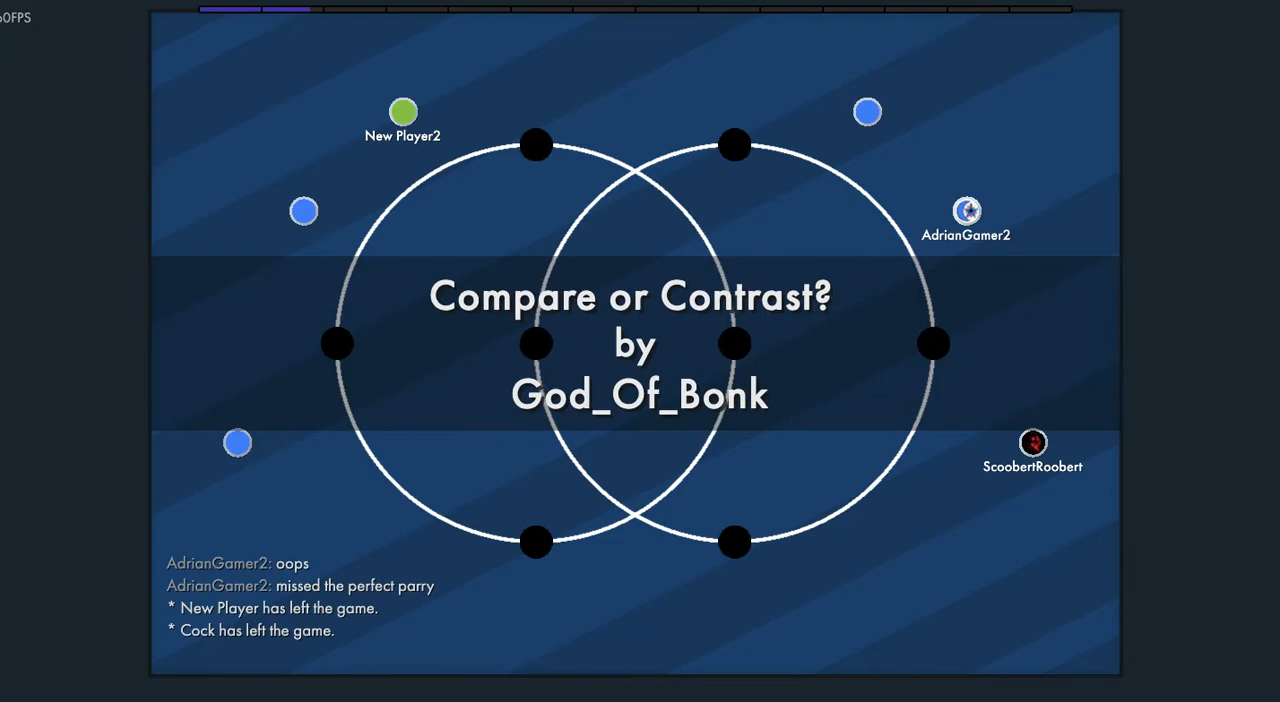 60FPS
New Player2
AdrianGamer2
Compare or Contrast?
by
God_Of_Bonk
ScoobertRoobert
AdrianGamer2: oops
AdrianGamer2: missed the perfect parry
* New Player has left the game.
* Cock has left the game.